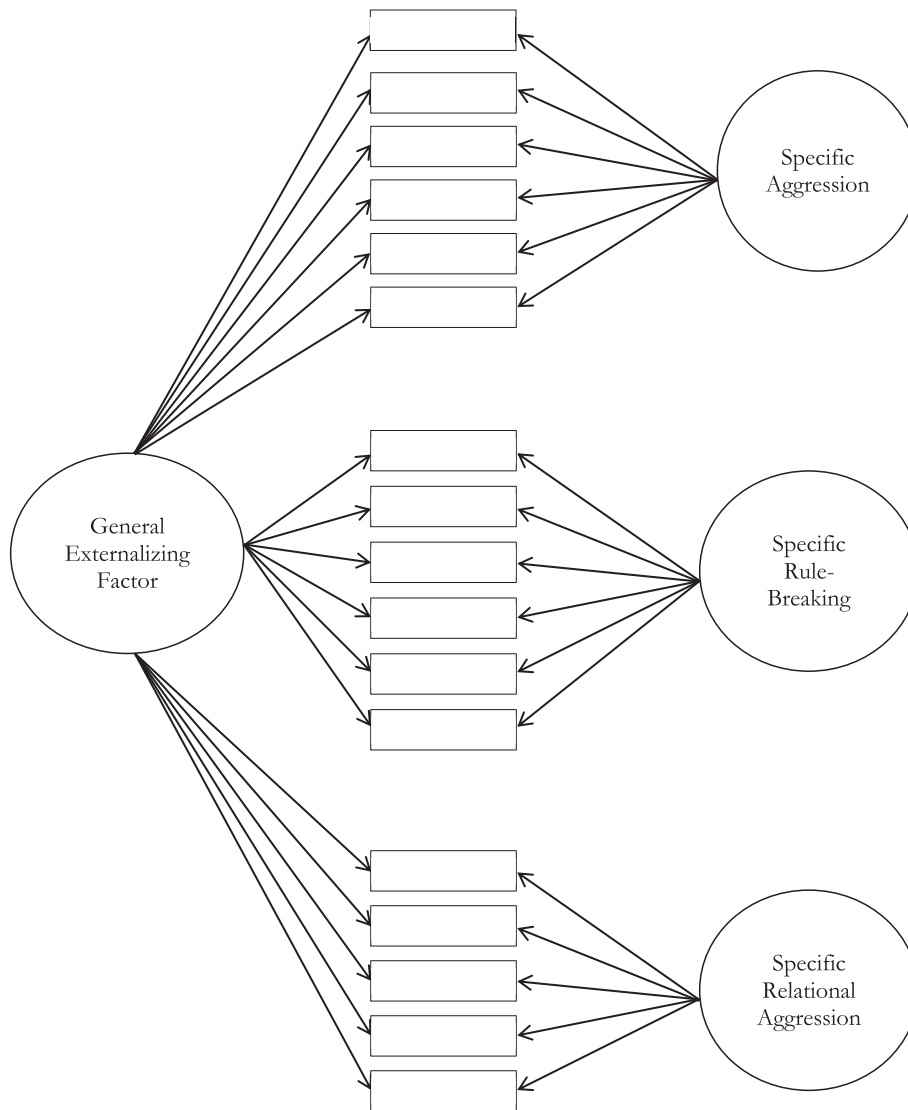 Specific
Aggression
General
Externalizing
Factor
Specific
Rule-
Breaking
Specific
Relational
Aggression